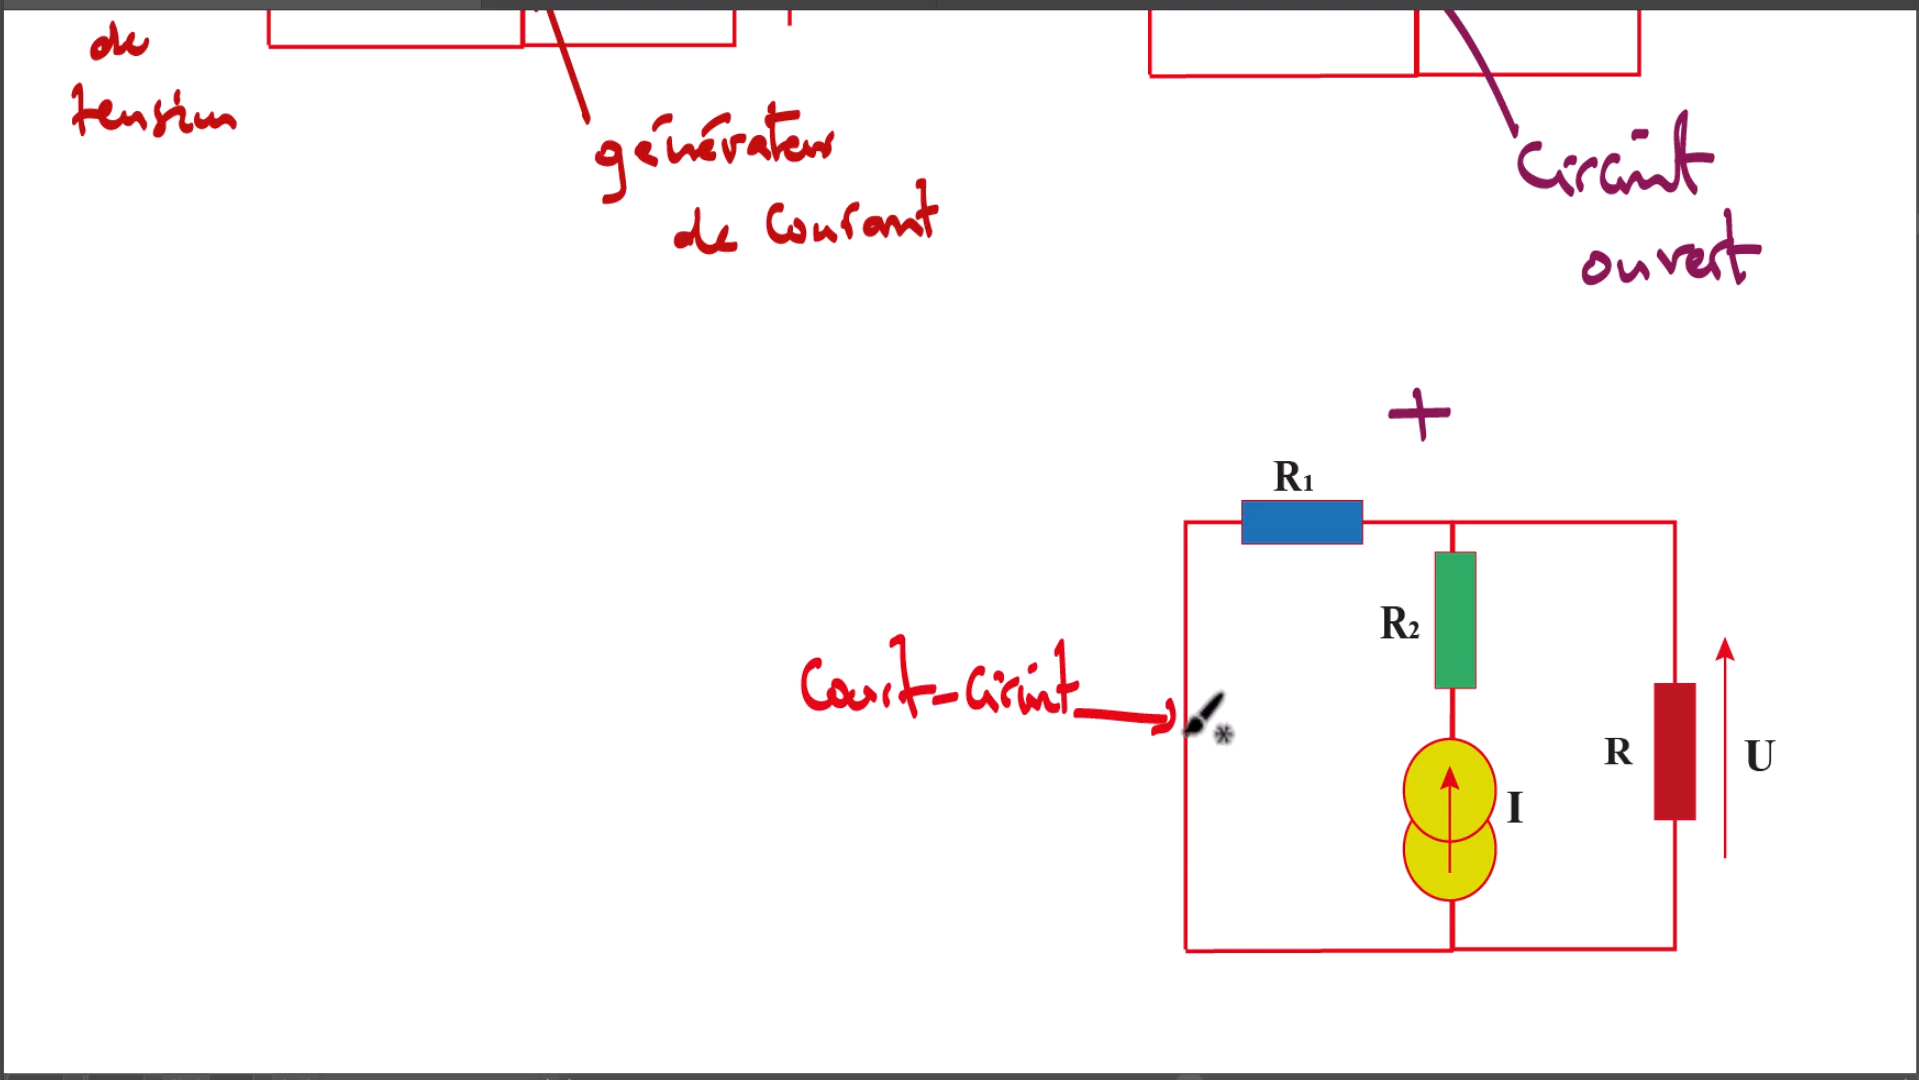 de
tension
générateur
de courant
Circuit
ouvert
+
R1
R2
Court-Circuit
I
R
U